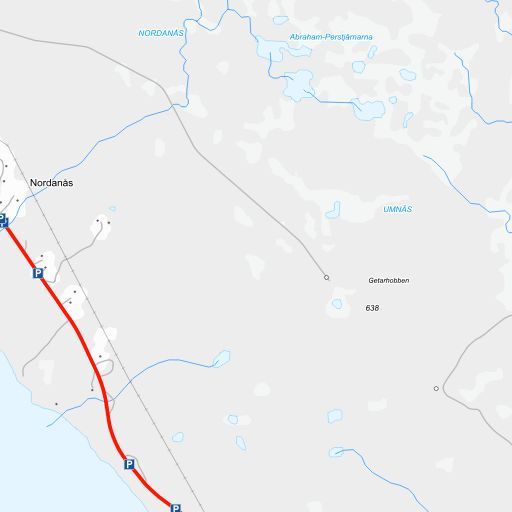 NORDANÅS
Abraham-Perstjärnarna
Nordanås
P
UMNÄS
P
Getarhobben
638
P
P